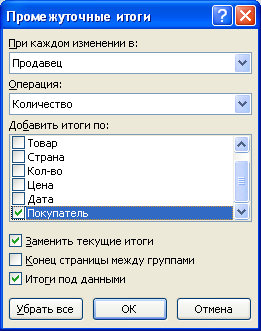 Промежуточные итоги
При каждом изменении в:
Продавец
Операция:
Количество
Добавить итоги по:
Товар
Страна
Кол-во
Цена
Дата
Покупатель
Заменить текущие итоги
Конец страницы между группами
Итоги под данными
Убрать все
ОК
Отмена